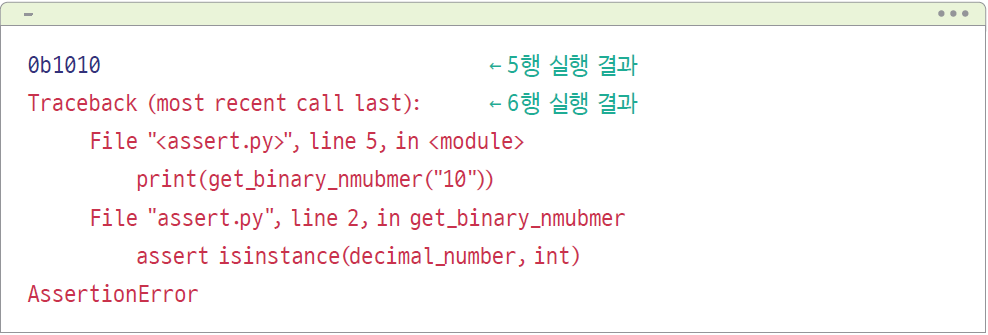 0b1010 ← 5행 실행 결과
Traceback (most recent call last): ← 6행 실행 결과
File "<assert.py>", line 5, in <module>
print(get_binary_nmubmer("10"))
File "assert.py", line 2, in get_binary_nmubmer
assert isinstance(decimal_number, int)
AssertionError